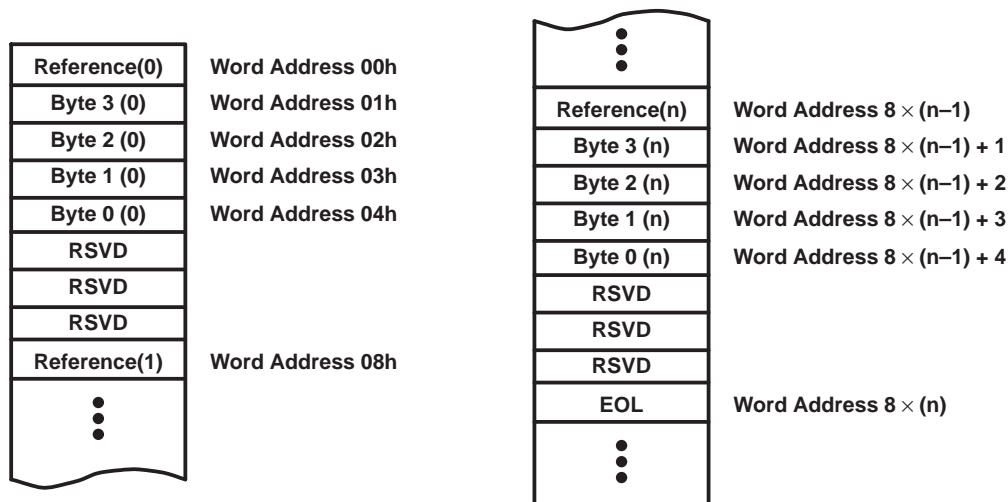 Reference(0) Word Address 00h
Byte 3 (0) Word Address 01h
Byte 2 (0) Word Address 02h
Byte 1 (0) Word Address 03h
Byte 0 (0) Word Address 04h
RSVD
RSVD
RSVD
Reference(1) Word Address 08h
Reference(n) Word Address 8 × (n–1)
Byte 3 (n) Word Address 8 × (n–1) + 1
Byte 2 (n) Word Address 8 × (n–1) + 2
Byte 1 (n) Word Address 8 × (n–1) + 3
Byte 0 (n) Word Address 8 × (n–1) + 4
RSVD
RSVD
RSVD
EOL Word Address 8 × (n)